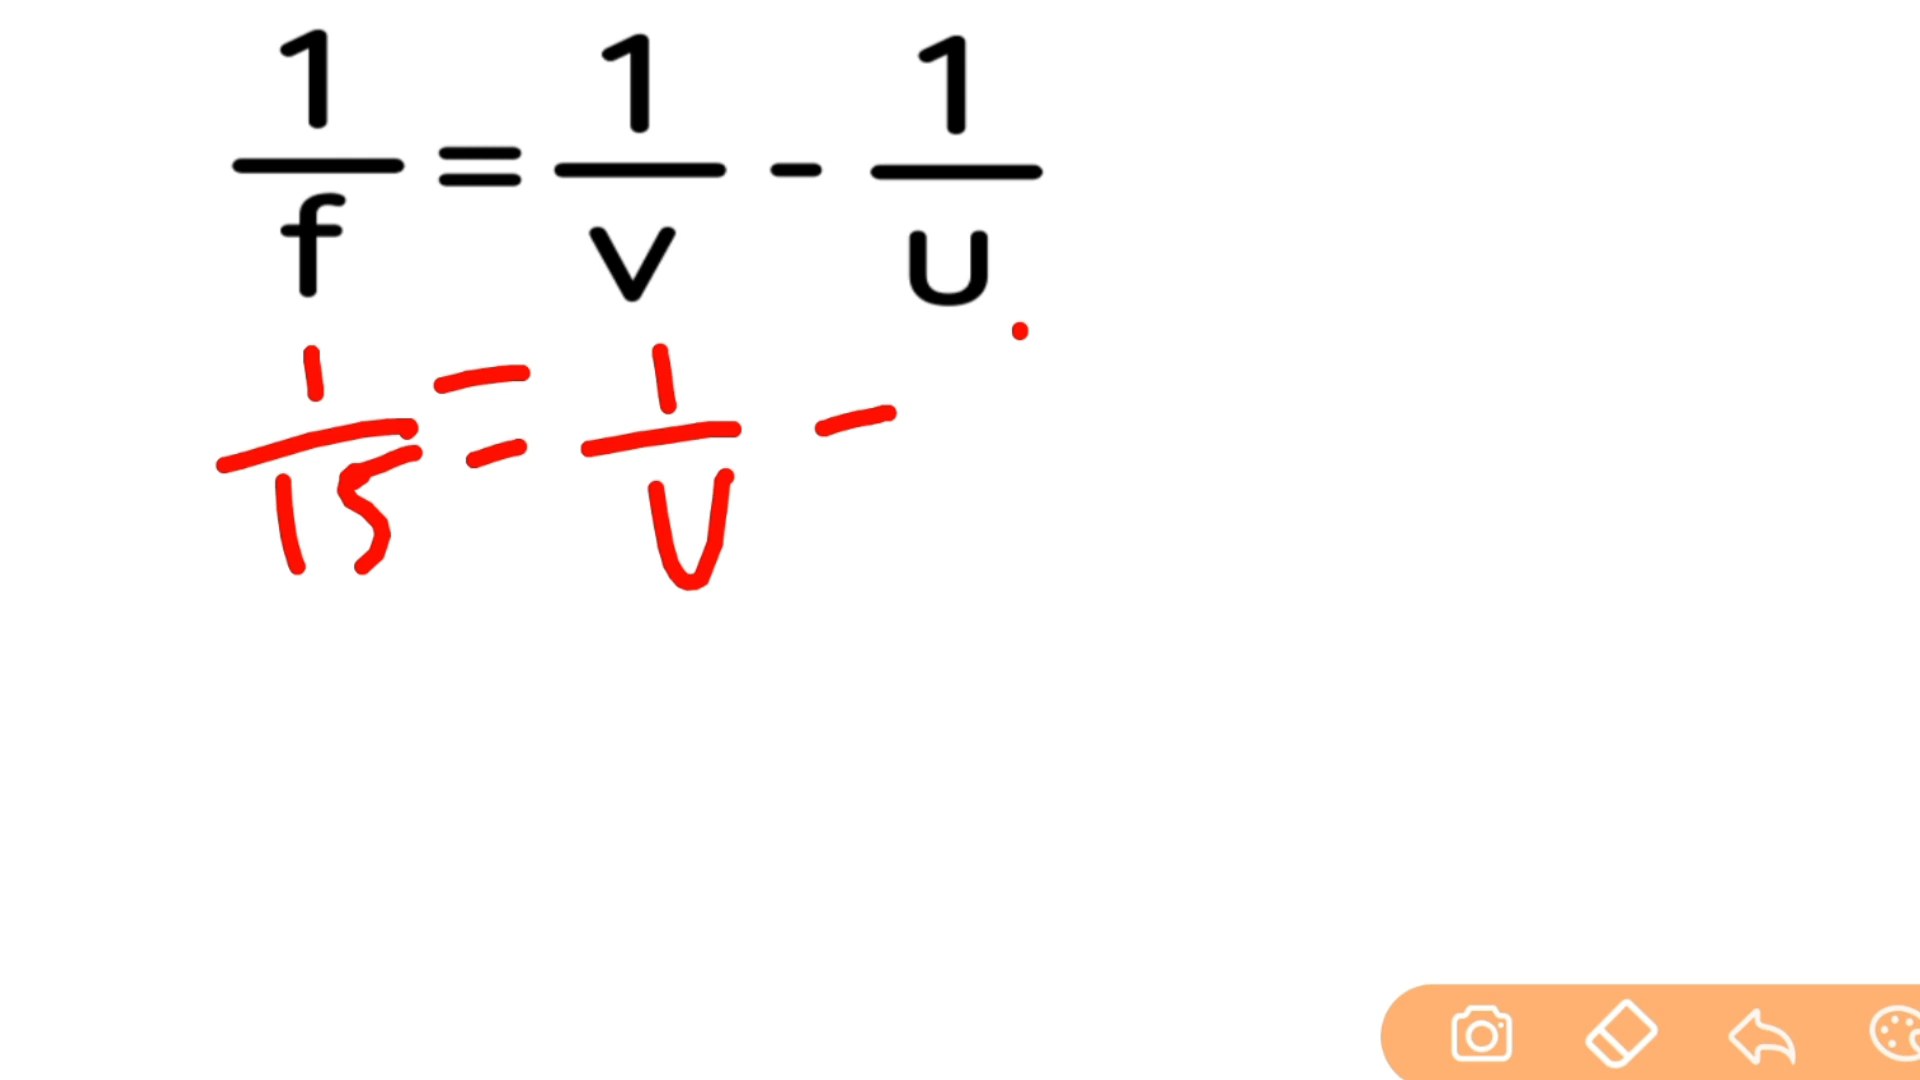 1/f = 1/v - 1/u
1/15 = 1/v -